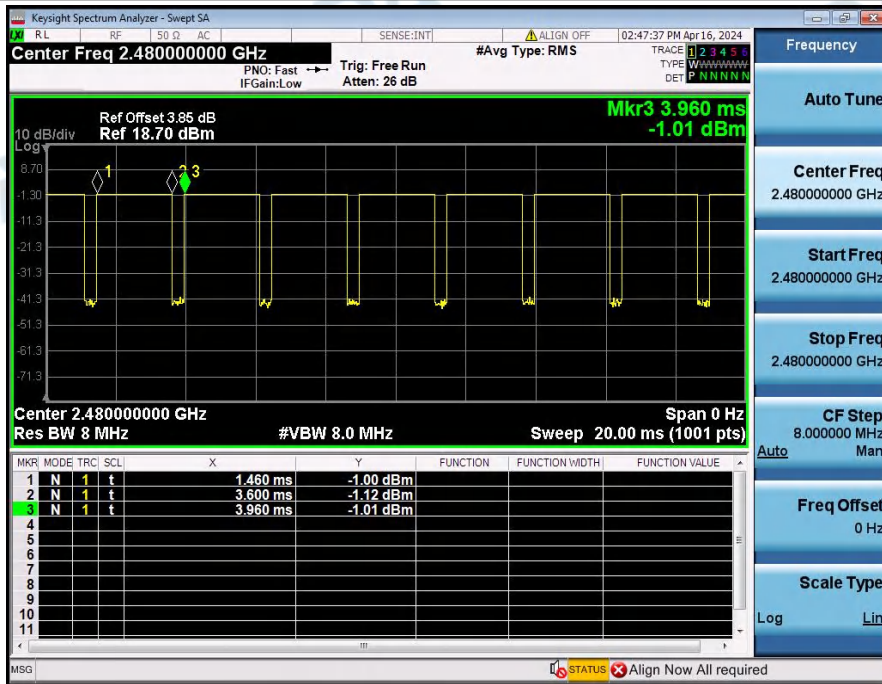 Keysight Spectrum Analyzer - Swept SA
RL RF 50 Ω AC SENSE:INT ALIGN OFF 02:47:37 PM Apr 16, 2024
Center Freq 2.480000000 GHz #Avg Type: RMS TRACE 1 2 3 4 5 6
PNO: Fast Trig: Free Run TYPE W
IFGain:Low Atten: 26 dB DET P N N N N N
Mkr3 3.960 ms
-1.01 dBm
Ref Offset 3.85 dB
10 dB/div Ref 18.70 dBm
Log
8.70
-1.30
-11.3
-21.3
-31.3
-41.3
-51.3
-61.3
-71.3
1
2
3
Center 2.480000000 GHz Span 0 Hz
Res BW 8 MHz #VBW 8.0 MHz Sweep 20.00 ms (1001 pts)
MKR MODE TRC SCL X Y FUNCTION FUNCTION WIDTH FUNCTION VALUE
1 N 1 t 1.460 ms -1.00 dBm
2 N 1 t 3.600 ms -1.12 dBm
3 N 1 t 3.960 ms -1.01 dBm
4
5
6
7
8
9
10
11
MSG STATUS Align Now All required
Frequency
Auto Tune
Center Freq
2.480000000 GHz
Start Freq
2.480000000 GHz
Stop Freq
2.480000000 GHz
CF Step
8.000000 MHz
Auto Man
Freq Offset
0 Hz
Scale Type
Log Lin